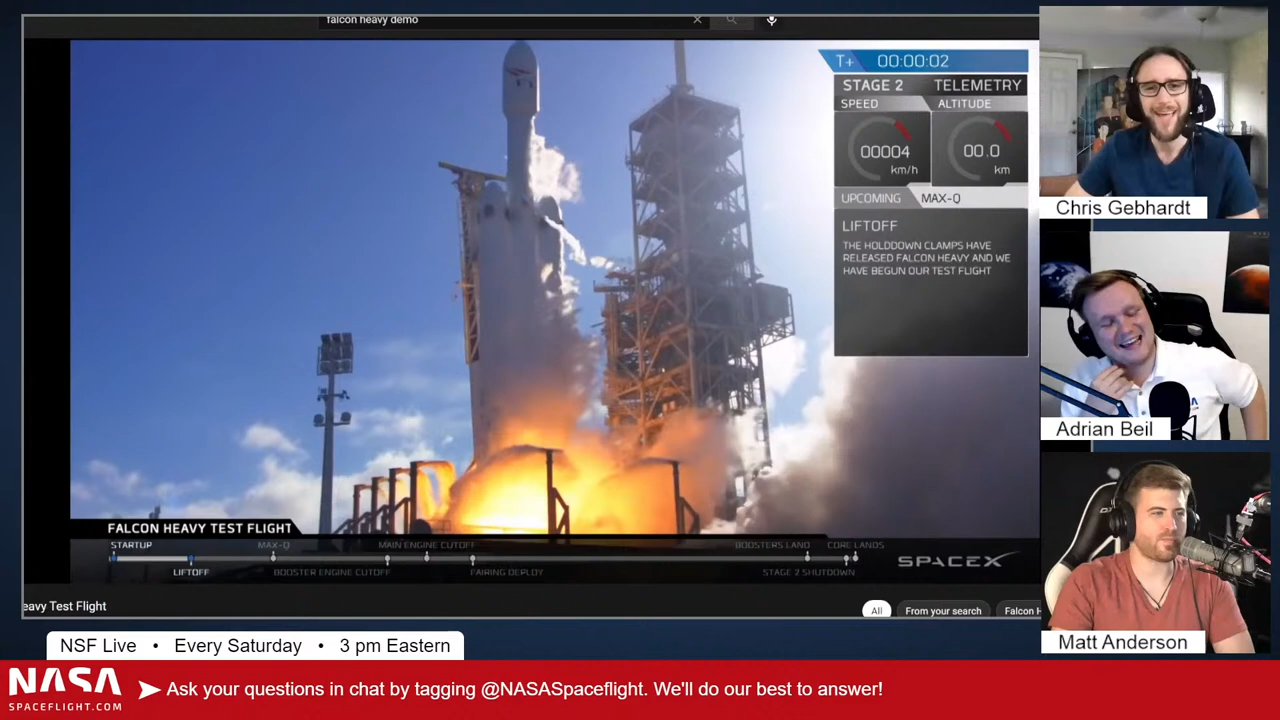 falcon heavy demo
T+ 00:00:02
STAGE 2 TELEMETRY
SPEED ALTITUDE
00004 00.0
km/h km
UPCOMING MAX-Q
LIFTOFF
THE HOLDDOWN CLAMPS HAVE
RELEASED FALCON HEAVY AND WE
HAVE BEGUN OUR TEST FLIGHT
Chris Gebhardt
Adrian Beil
Matt Anderson
FALCON HEAVY TEST FLIGHT
STARTUP MAX-Q MAIN ENGINE CUTOFF BOOSTERS LAND CORE LANDS
LIFTOFF BOOSTER ENGINE CUTOFF FAIRING DEPLOY STAGE 2 SHUTDOWN
SPACEX
eavy Test Flight
All From your search Falcon H
NSF Live • Every Saturday • 3 pm Eastern
NASA
SPACEFLIGHT.COM
Ask your questions in chat by tagging @NASASpaceflight. We'll do our best to answer!